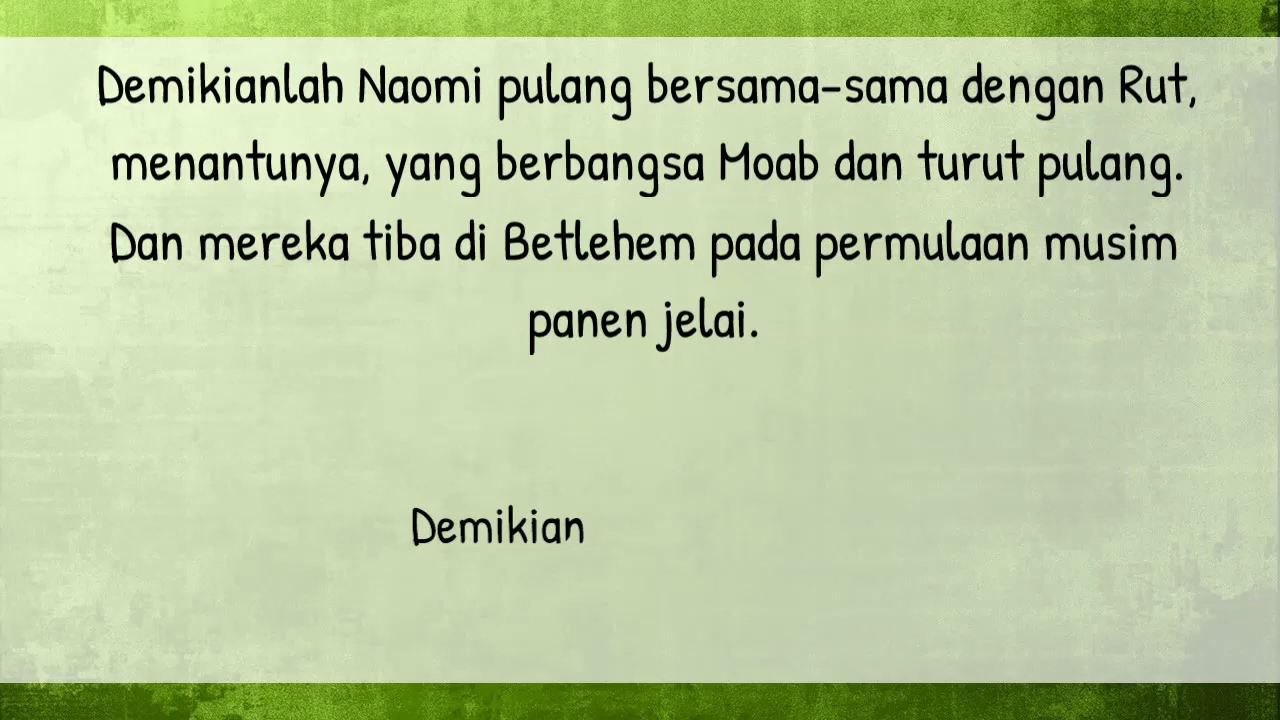 Demikianlah Naomi pulang bersama-sama dengan Rut,
menantunya, yang berbangsa Moab dan turut pulang.
Dan mereka tiba di Betlehem pada permulaan musim
panen jelai.
Demikian